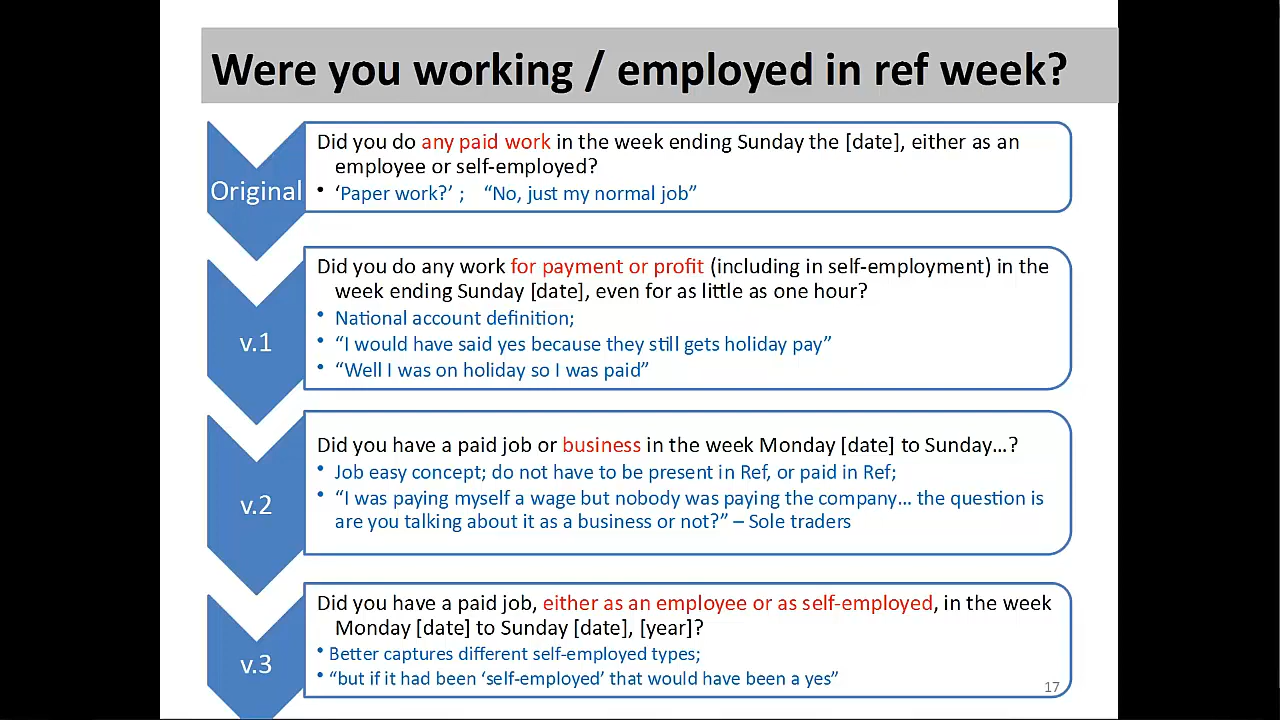 Were you working / employed in ref week?
Original
Did you do any paid work in the week ending Sunday the [date], either as an
employee or self-employed?
• ‘Paper work?’ ; “No, just my normal job”
v.1
Did you do any work for payment or profit (including in self-employment) in the
week ending Sunday [date], even for as little as one hour?
• National account definition;
• “I would have said yes because they still gets holiday pay”
• “Well I was on holiday so I was paid”
v.2
Did you have a paid job or business in the week Monday [date] to Sunday…?
• Job easy concept; do not have to be present in Ref, or paid in Ref;
• “I was paying myself a wage but nobody was paying the company… the question is
are you talking about it as a business or not?” – Sole traders
v.3
Did you have a paid job, either as an employee or as self-employed, in the week
Monday [date] to Sunday [date], [year]?
• Better captures different self-employed types;
• “but if it had been ‘self-employed’ that would have been a yes”
17